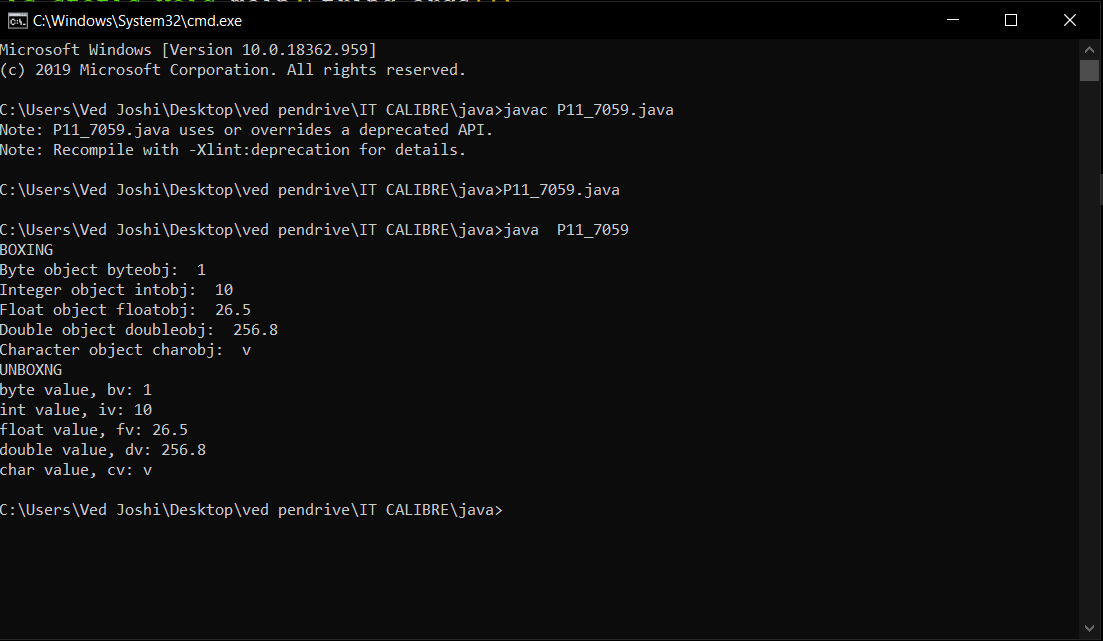 C:\Windows\System32\cmd.exe
Microsoft Windows [Version 10.0.18362.959]
(c) 2019 Microsoft Corporation. All rights reserved.
C:\Users\Ved Joshi\Desktop\ved pendrive\IT CALIBRE\java>javac P11_7059.java
Note: P11_7059.java uses or overrides a deprecated API.
Note: Recompile with -Xlint:deprecation for details.
C:\Users\Ved Joshi\Desktop\ved pendrive\IT CALIBRE\java>P11_7059.java
C:\Users\Ved Joshi\Desktop\ved pendrive\IT CALIBRE\java>java  P11_7059
BOXING
Byte object byteobj:  1
Integer object intobj:  10
Float object floatobj:  26.5
Double object doubleobj:  256.8
Character object charobj:  v
UNBOXNG
byte value, bv: 1
int value, iv: 10
float value, fv: 26.5
double value, dv: 256.8
char value, cv: v
C:\Users\Ved Joshi\Desktop\ved pendrive\IT CALIBRE\java>